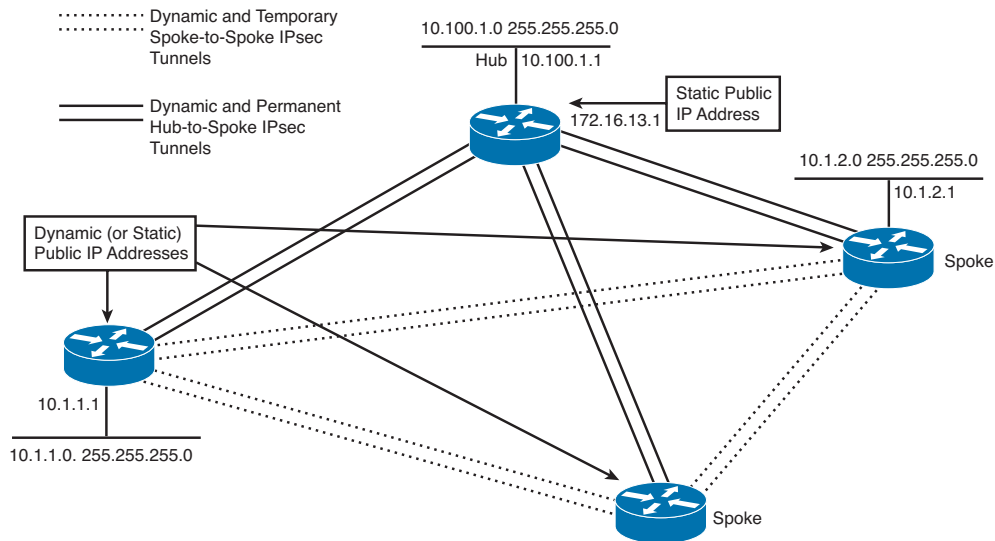 Dynamic and Temporary
Spoke-to-Spoke IPsec
Tunnels
Dynamic and Permanent
Hub-to-Spoke IPsec
Tunnels
10.100.1.0 255.255.255.0
Hub
10.100.1.1
172.16.13.1
Static Public
IP Address
10.1.2.0 255.255.255.0
10.1.2.1
Spoke
Dynamic (or Static)
Public IP Addresses
10.1.1.1
10.1.1.0. 255.255.255.0
Spoke